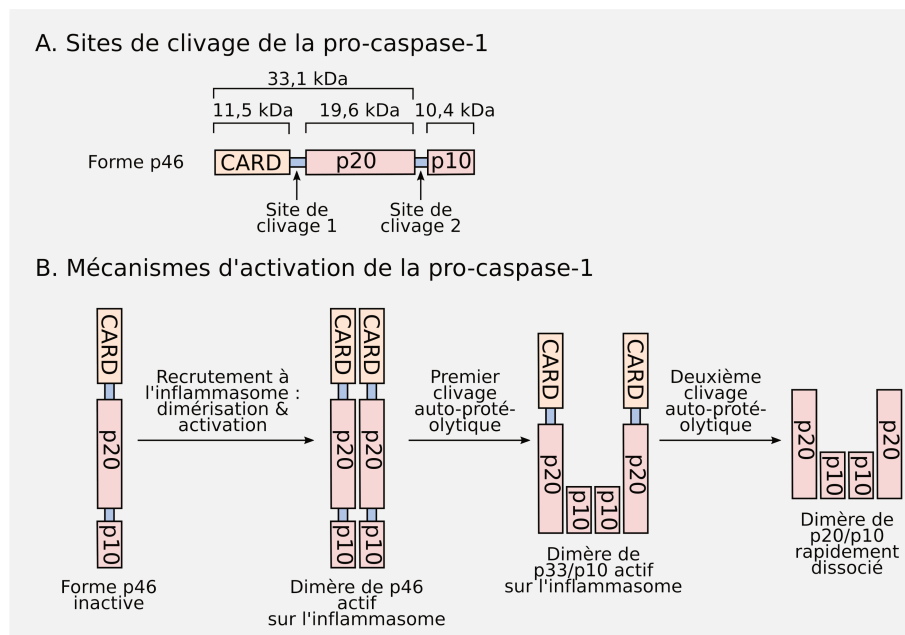 A. Sites de clivage de la pro-caspase-1
33,1 kDa
11,5 kDa
19,6 kDa
10,4 kDa
Forme p46
CARD
p20
p10
Site de
clivage 1
Site de
clivage 2
B. Mécanismes d'activation de la pro-caspase-1
CARD
p20
p10
Forme p46
inactive
Recrutement à
l'inflammasome :
dimérisation &
activation
CARD
CARD
p20
p20
p10
p10
Dimère de p46
actif
sur l'inflammasome
Premier
clivage
auto-proté-
olytique
CARD
CARD
p20
p10
p10
p20
Dimère de
p33/p10 actif
sur l'inflammasome
Deuxième
clivage
auto-proté-
olytique
p20
p10
p10
p20
Dimère de
p20/p10
rapidement
dissocié